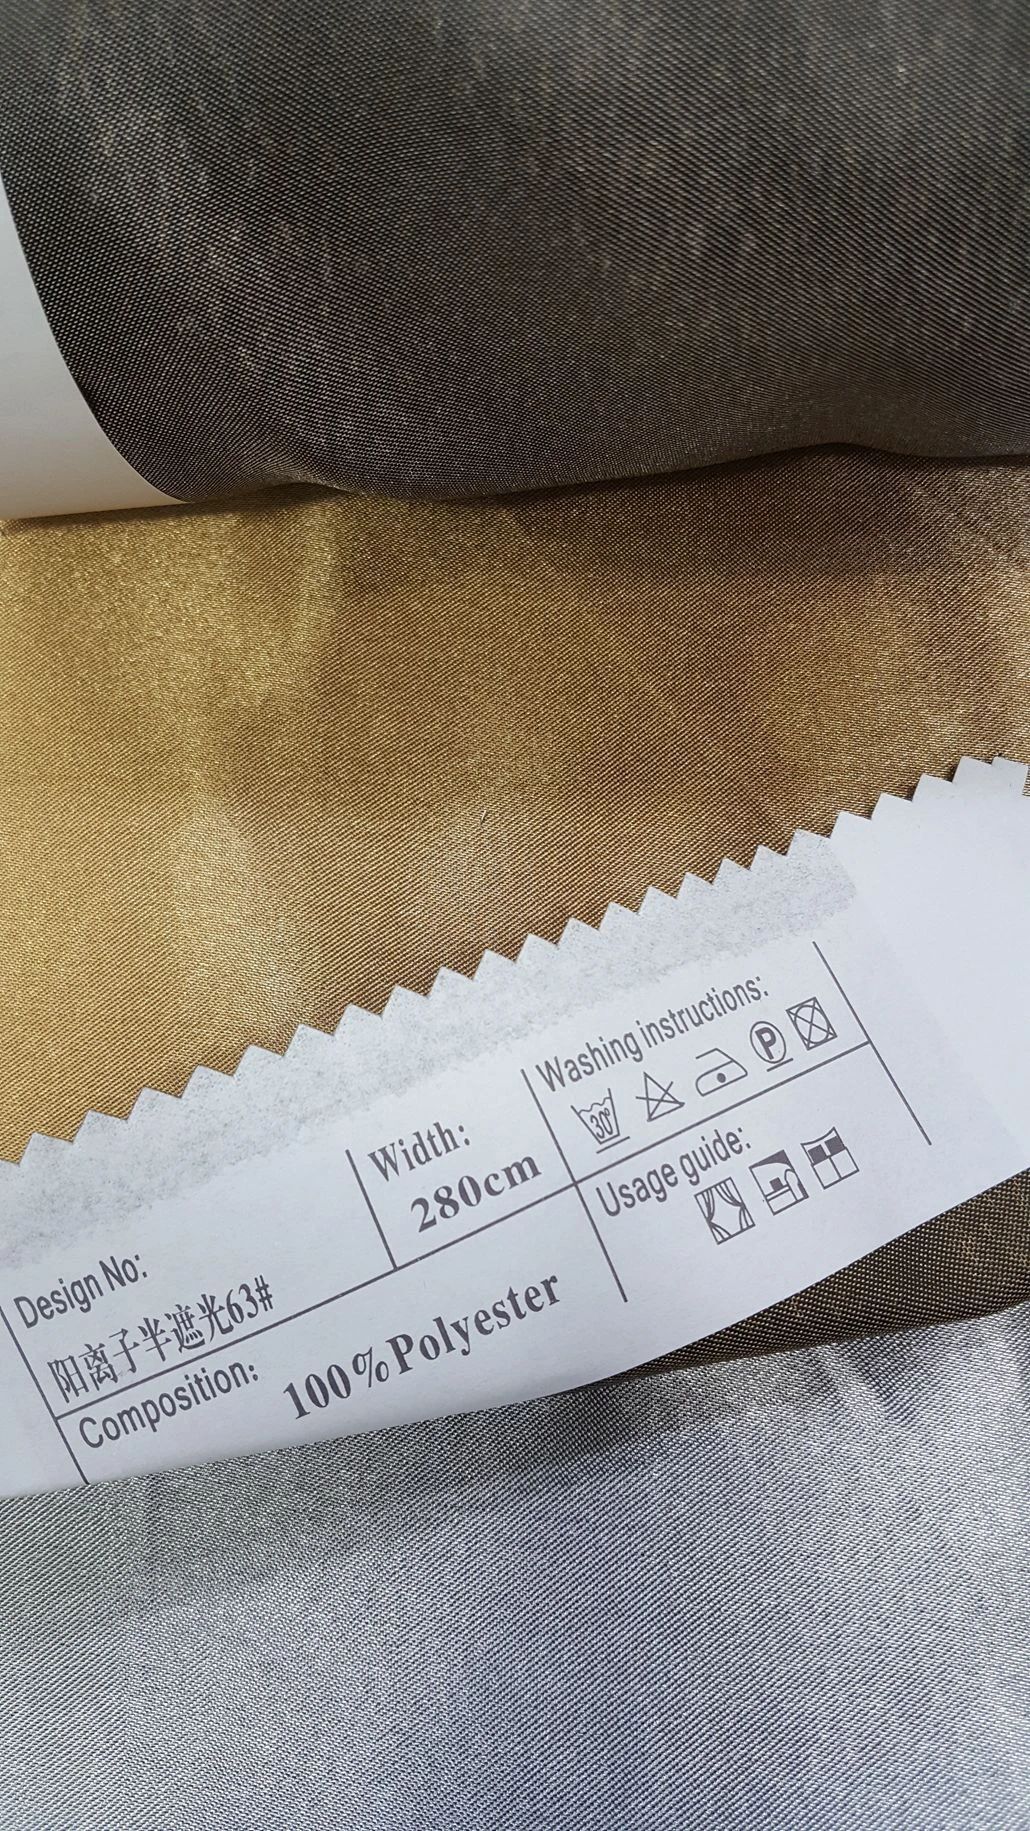 Design No:
阳离子半遮光63#
Width:
280cm
Washing instructions:
30°
P
Composition:
100%Polyester
Usage guide: